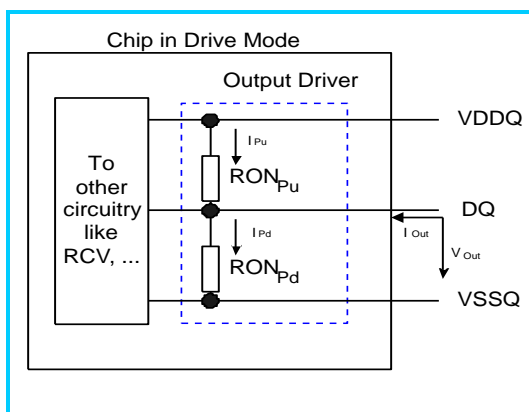 Chip in Drive Mode
Output Driver
VDDQ
I Pu
To
other
circuitry
like
RCV, ...
RON Pu
DQ
I Out
I Pd
V Out
RON Pd
VSSQ